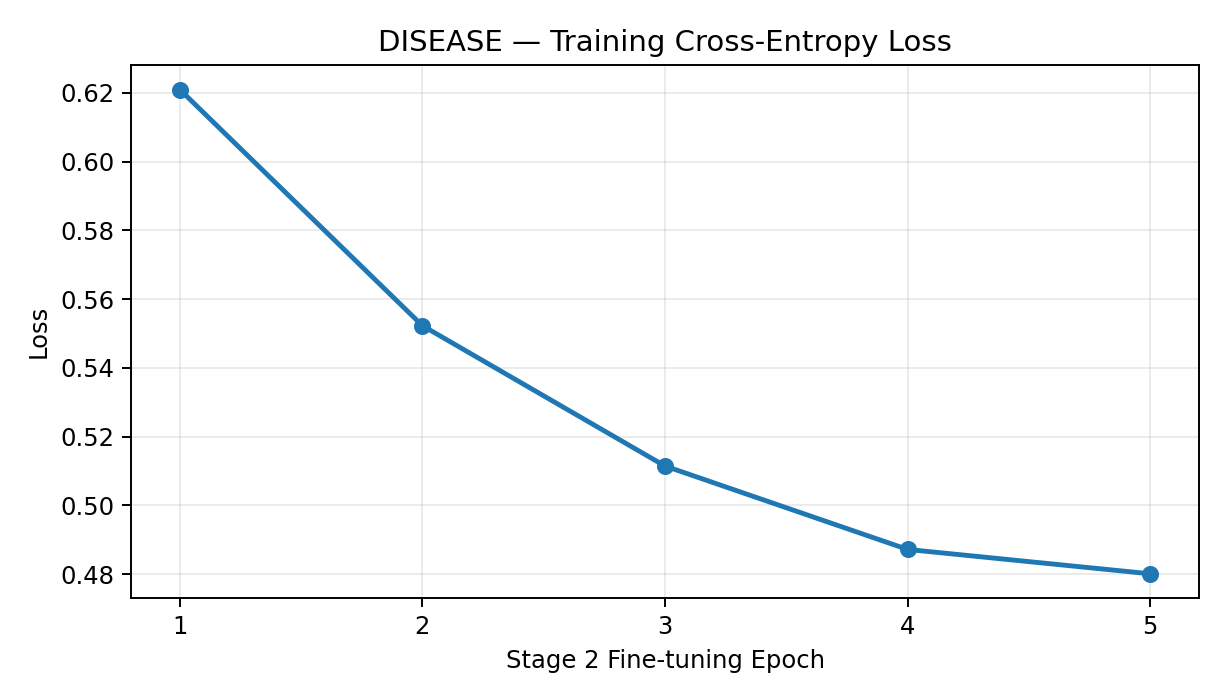 DISEASE — Training Cross-Entropy Loss
Loss
0.62
0.60
0.58
0.56
0.54
0.52
0.50
0.48
1 2 3 4 5
Stage 2 Fine-tuning Epoch